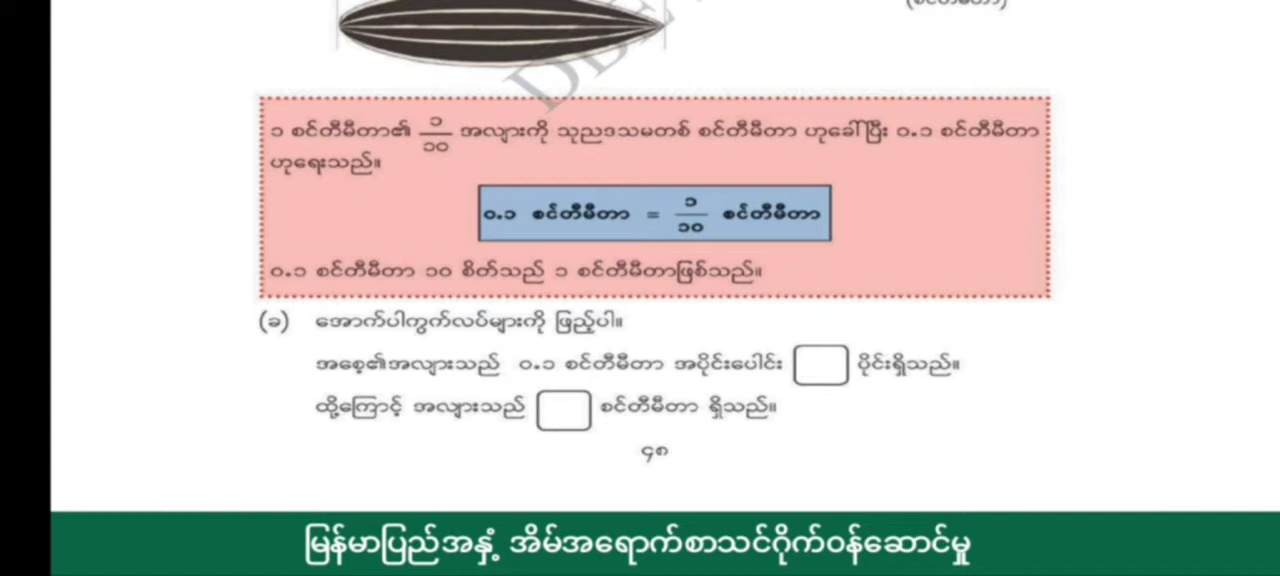 (စင်တီမီတာ)
DBE
၁ စင်တီမီတာ၏ ၁/၁၀ အလျားကို သုညဒသမတစ် စင်တီမီတာ ဟုခေါ်ပြီး ၀.၁ စင်တီမီတာ
ဟုရေးသည်။
၀.၁ စင်တီမီတာ = ၁/၁၀ စင်တီမီတာ
၀.၁ စင်တီမီတာ ၁၀ စိတ်သည် ၁ စင်တီမီတာဖြစ်သည်။
(ခ) အောက်ပါကွက်လပ်များကို ဖြည့်ပါ။
အစေ့၏အလျားသည် ၀.၁ စင်တီမီတာ အပိုင်းပေါင်း ပိုင်းရှိသည်။
ထို့ကြောင့် အလျားသည် စင်တီမီတာ ရှိသည်။
၄၈
မြန်မာပြည်အနှံ့ အိမ်အရောက်စာသင်ဂိုက်ဝန်ဆောင်မှု